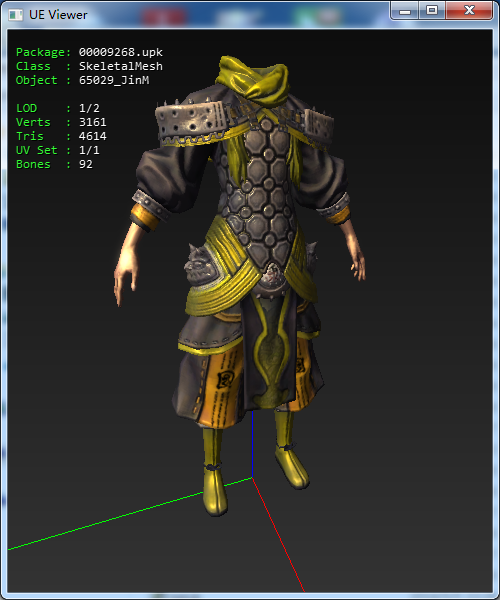 UE Viewer
Package: 00009268.upk
Class  : SkeletalMesh
Object : 65029_JinM
LOD    : 1/2
Verts  : 3161
Tris   : 4614
UV Set : 1/1
Bones  : 92